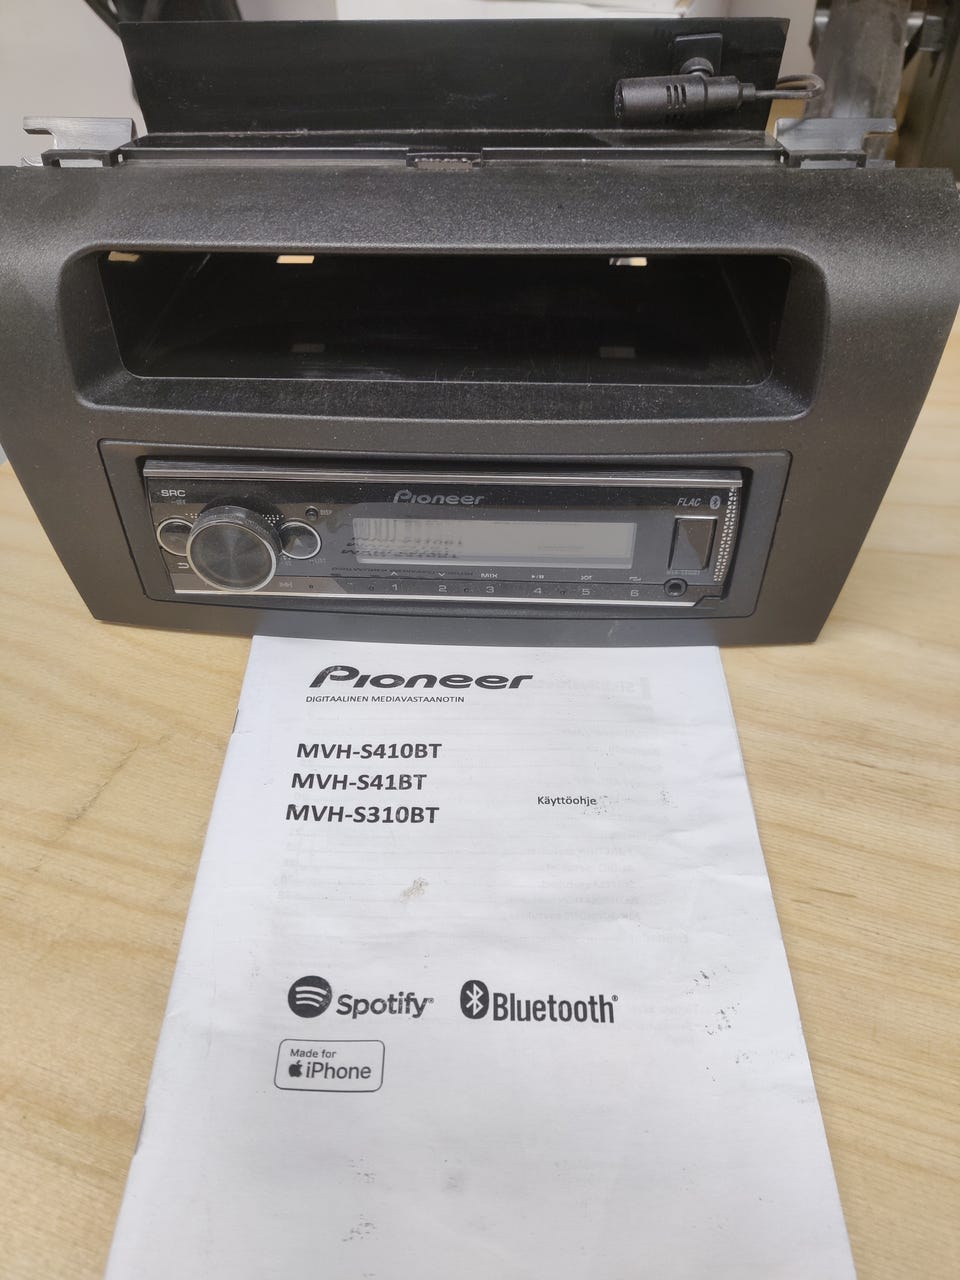 SRC
DISP
Pioneer
FLAC
MIX
1 2 3 4 5 6
Pioneer
DIGITAALINEN MEDIAVASTAANOTIN
MVH-S410BT
MVH-S41BT
MVH-S310BT
Käyttöohje
Spotify®
Bluetooth®
Made for
iPhone